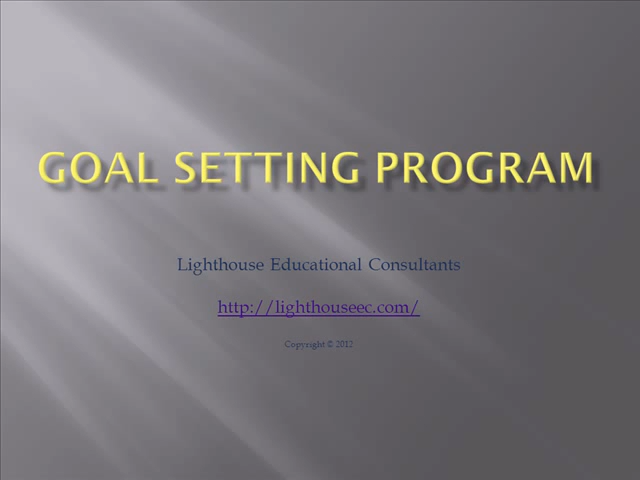 GOAL SETTING PROGRAM
Lighthouse Educational Consultants
http://lighthouseec.com/
Copyright © 2012